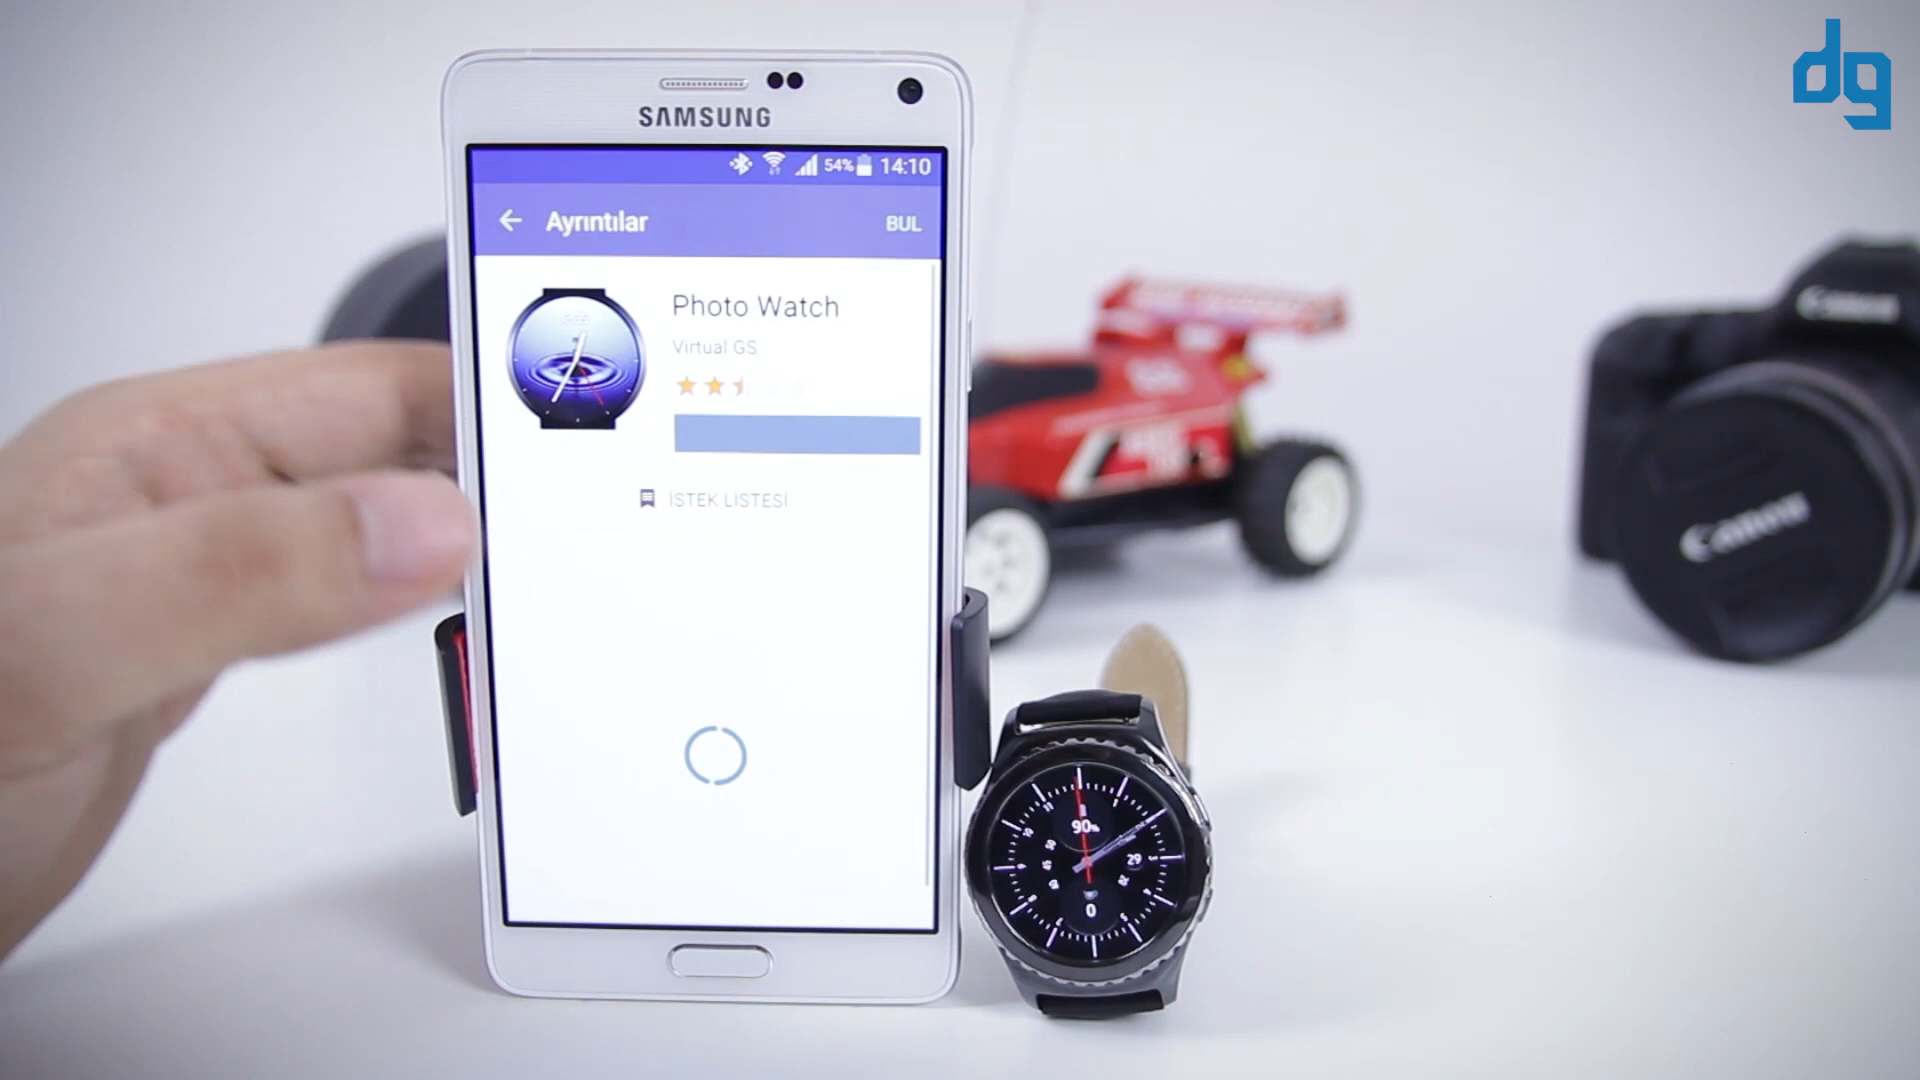 dg
SAMSUNG
54% 14:10
Ayrıntılar
BUL
Photo Watch
Virtual GS
İSTEK LİSTESİ
Canon
Canon
90%
29
0